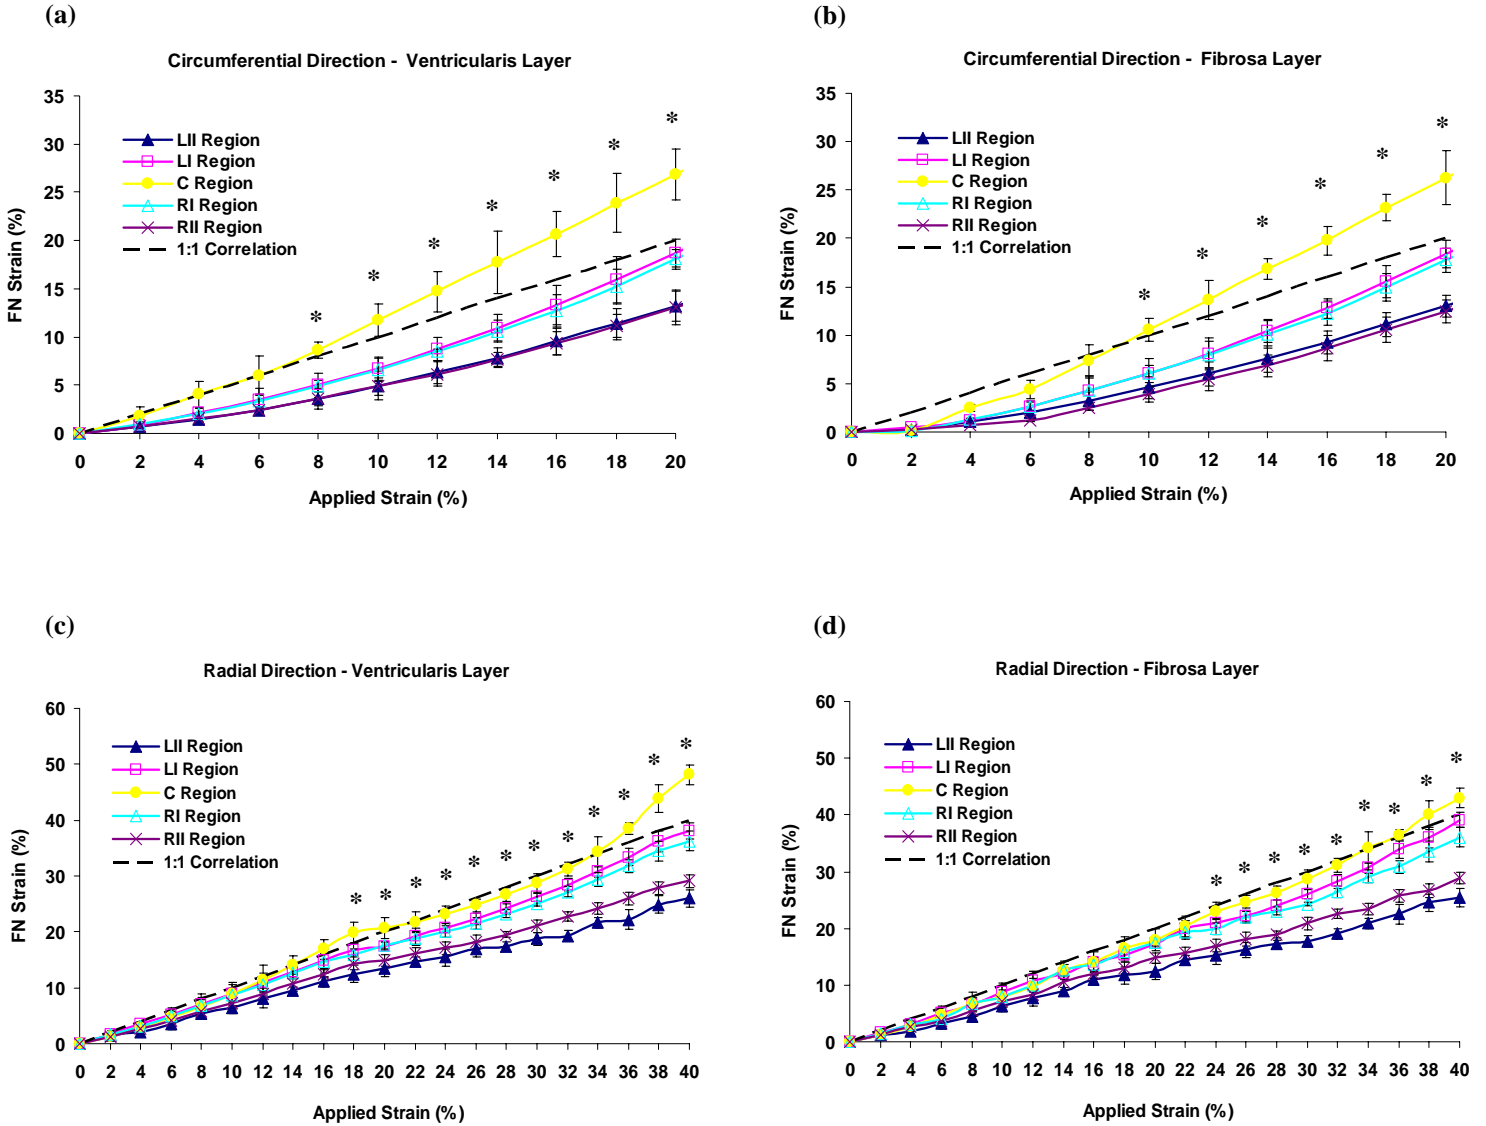 (a)
Circumferential Direction - Ventricularis Layer
35
30
25
20
15
10
5
0
FN Strain (%)
LII Region
LI Region
C Region
RI Region
RII Region
1:1 Correlation
* * * * * * *
0 2 4 6 8 10 12 14 16 18 20
Applied Strain (%)
(b)
Circumferential Direction - Fibrosa Layer
35
30
25
20
15
10
5
0
FN Strain (%)
LII Region
LI Region
C Region
RI Region
RII Region
1:1 Correlation
* * * * * *
0 2 4 6 8 10 12 14 16 18 20
Applied Strain (%)
(c)
Radial Direction - Ventricularis Layer
60
50
40
30
20
10
0
FN Strain (%)
LII Region
LI Region
C Region
RI Region
RII Region
1:1 Correlation
* * * * * * * * * * * *
0 2 4 6 8 10 12 14 16 18 20 22 24 26 28 30 32 34 36 38 40
Applied Strain (%)
(d)
Radial Direction - Fibrosa Layer
60
50
40
30
20
10
0
FN Strain (%)
LII Region
LI Region
C Region
RI Region
RII Region
1:1 Correlation
* * * * * * * * *
0 2 4 6 8 10 12 14 16 18 20 22 24 26 28 30 32 34 36 38 40
Applied Strain (%)